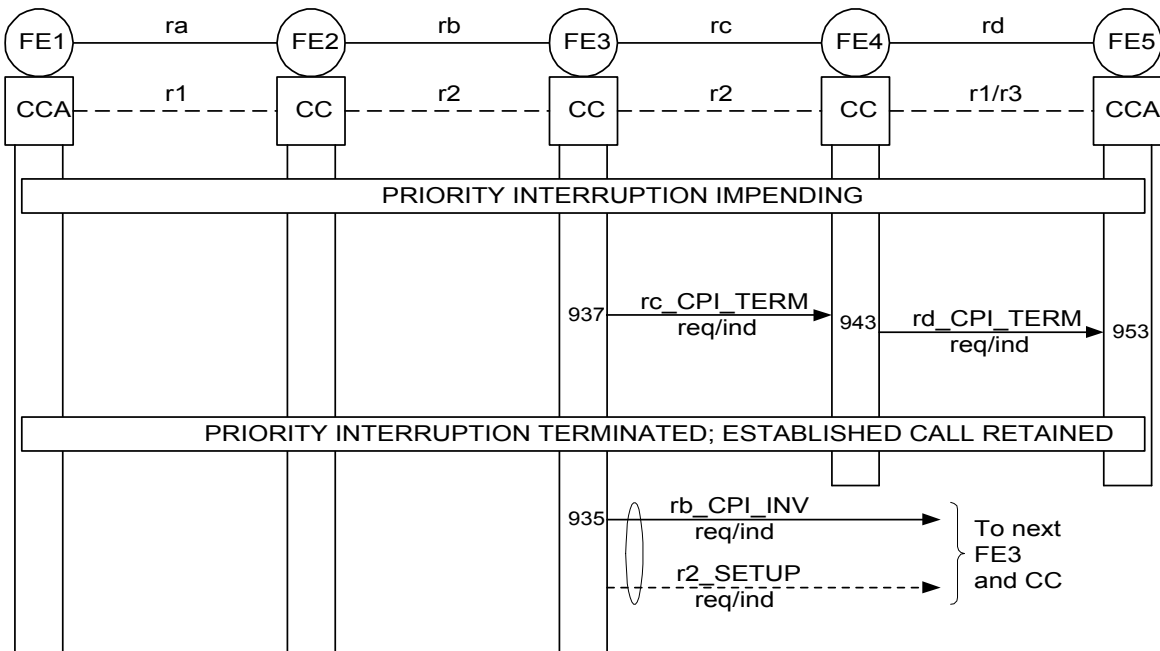 FE1 ra FE2 rb FE3 rc FE4 rd FE5
CCA r1 CC r2 CC r2 CC r1/r3 CCA
PRIORITY INTERRUPTION IMPENDING
937 rc_CPI_TERM 943 rd_CPI_TERM 953
req/ind req/ind
PRIORITY INTERRUPTION TERMINATED; ESTABLISHED CALL RETAINED
935 rb_CPI_INV
req/ind
r2_SETUP
req/ind
To next
FE3
and CC